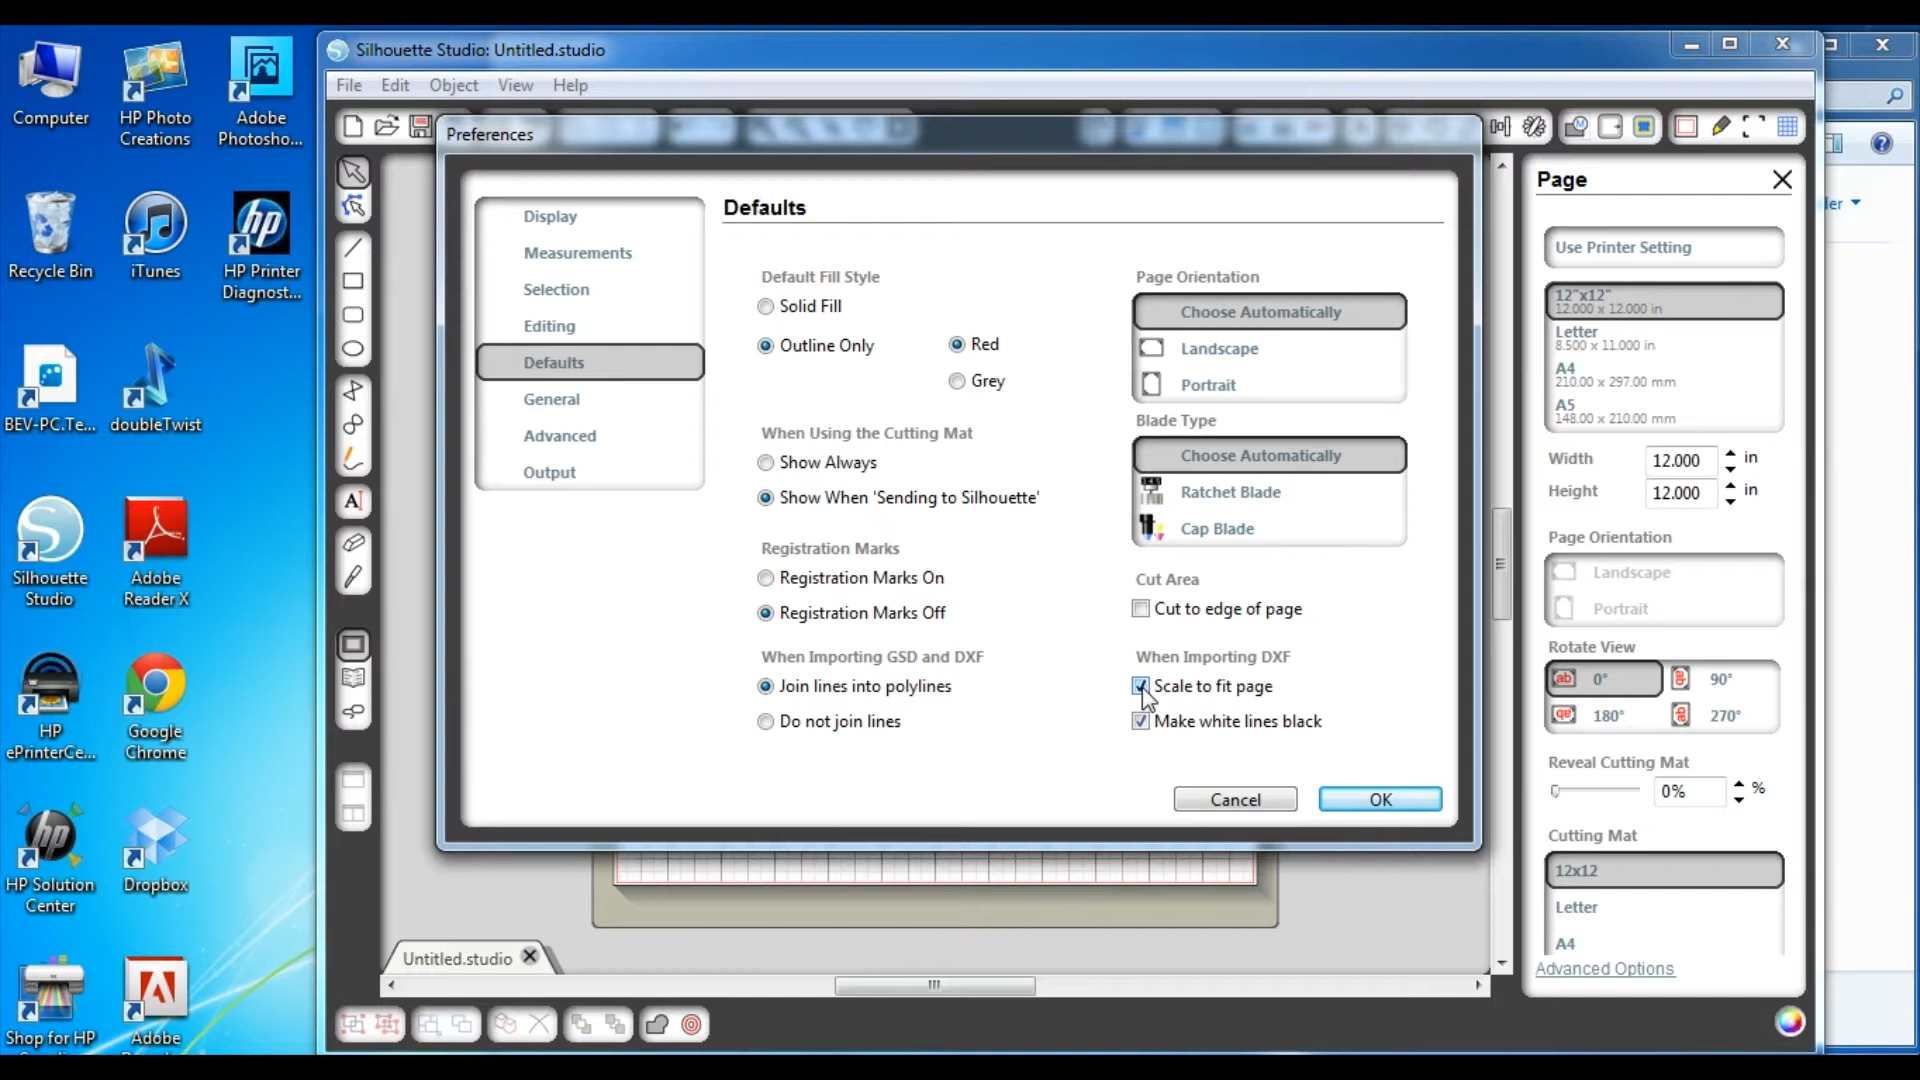 Computer
HP Photo
Creations
Adobe
Photosho...
Recycle Bin
iTunes
HP Printer
Diagnost...
BEV-PC.Te...
doubleTwist
Silhouette
Studio
Adobe
Reader X
HP
ePrinterCe...
Google
Chrome
HP Solution
Center
Dropbox
Shop for HP
Adobe
Silhouette Studio: Untitled.studio
File Edit Object View Help
Preferences
Display
Measurements
Selection
Editing
Defaults
General
Advanced
Output
Defaults
Default Fill Style
Solid Fill
Outline Only
Red
Grey
When Using the Cutting Mat
Show Always
Show When 'Sending to Silhouette'
Registration Marks
Registration Marks On
Registration Marks Off
When Importing GSD and DXF
Join lines into polylines
Do not join lines
Page Orientation
Choose Automatically
Landscape
Portrait
Blade Type
Choose Automatically
Ratchet Blade
Cap Blade
Cut Area
Cut to edge of page
When Importing DXF
Scale to fit page
Make white lines black
Cancel
OK
Untitled.studio
Page
Use Printer Setting
12"x12"
12.000 x 12.000 in
Letter
8.500 x 11.000 in
A4
210.00 x 297.00 mm
A5
148.00 x 210.00 mm
Width 12.000 in
Height 12.000 in
Page Orientation
Landscape
Portrait
Rotate View
0° 90°
180° 270°
Reveal Cutting Mat
0% %
Cutting Mat
12x12
Letter
A4
Advanced Options
ler